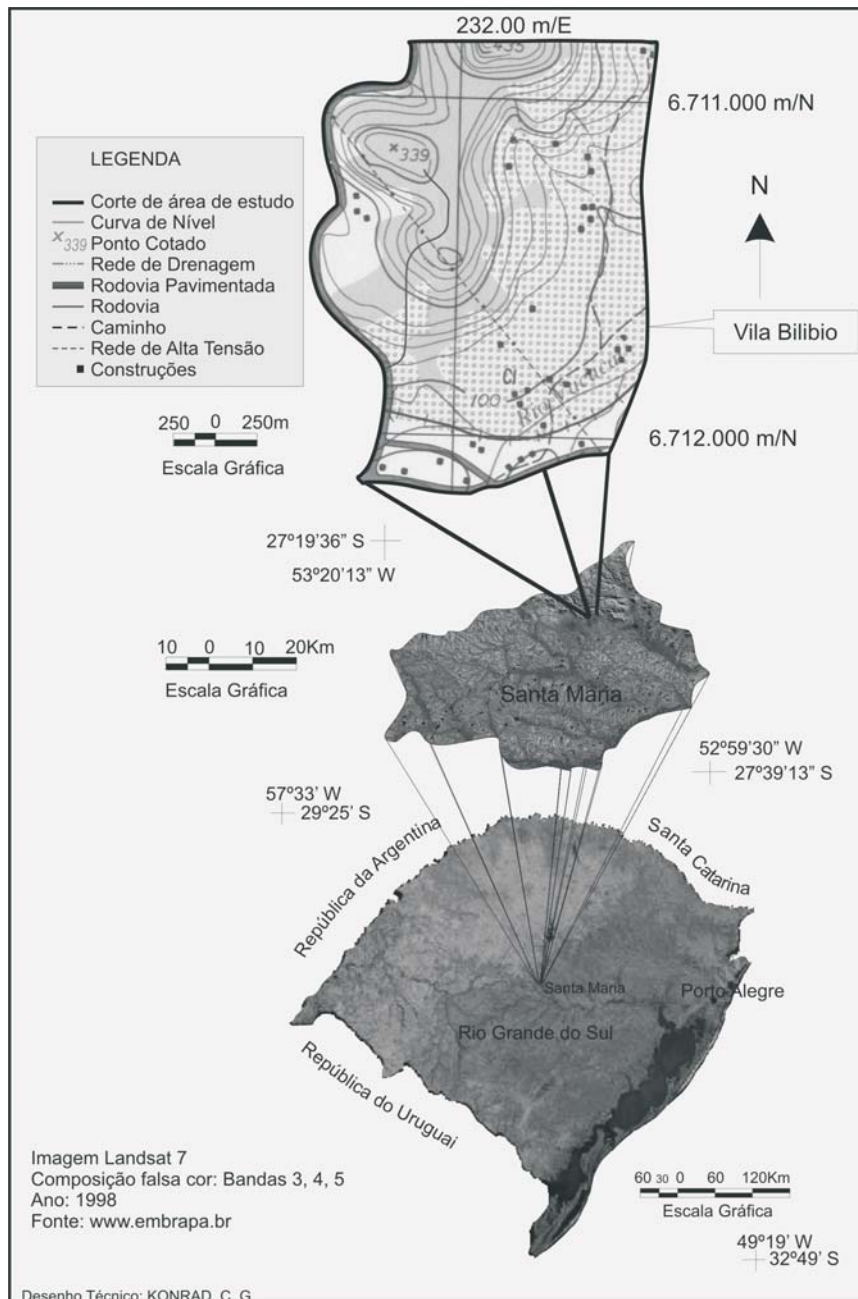 232.00 m/E
435
6.711.000 m/N
339
LEGENDA
Corte de área de estudo
Curva de Nível
x339 Ponto Cotado
Rede de Drenagem
Rodovia Pavimentada
Rodovia
Caminho
Rede de Alta Tensão
Construções
N
Vila Bilibio
100
250 0 250m
Escala Gráfica
6.712.000 m/N
27º19'36" S
53º20'13" W
10 0 10 20Km
Escala Gráfica
Santa Maria
52º59'30" W
27º39'13" S
57º33' W
29º25' S
República da Argentina
Santa Catarina
Santa Maria
Porto Alegre
Rio Grande do Sul
República do Uruguai
Imagem Landsat 7
Composição falsa cor: Bandas 3, 4, 5
Ano: 1998
Fonte: www.embrapa.br
60 30 0 60 120Km
Escala Gráfica
49º19' W
32º49' S
Desenho Técnico: KONRAD, C. G.